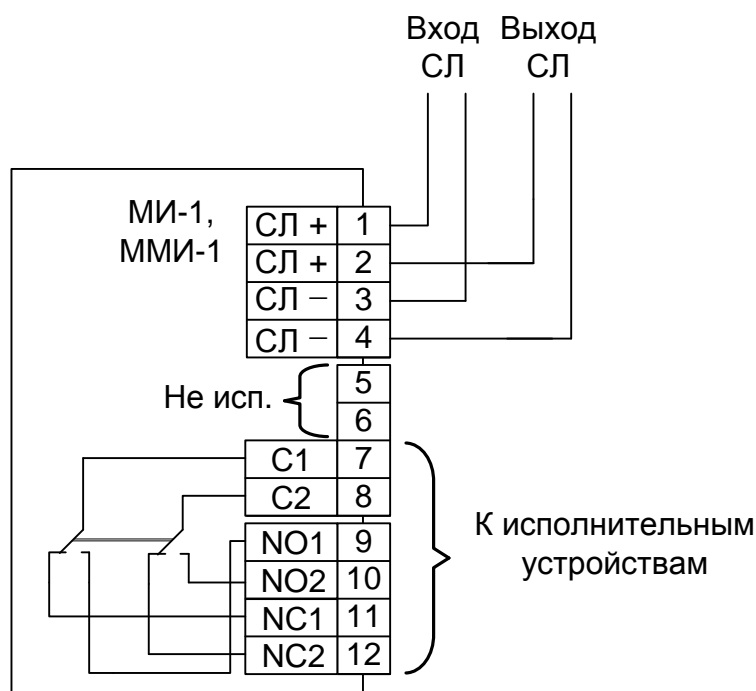 Вход Выход
СЛ СЛ
МИ-1,
ММИ-1
СЛ + 1
СЛ + 2
СЛ − 3
СЛ − 4
Не исп.
5
6
C1 7
C2 8
NO1 9
NO2 10
NC1 11
NC2 12
К исполнительным
устройствам